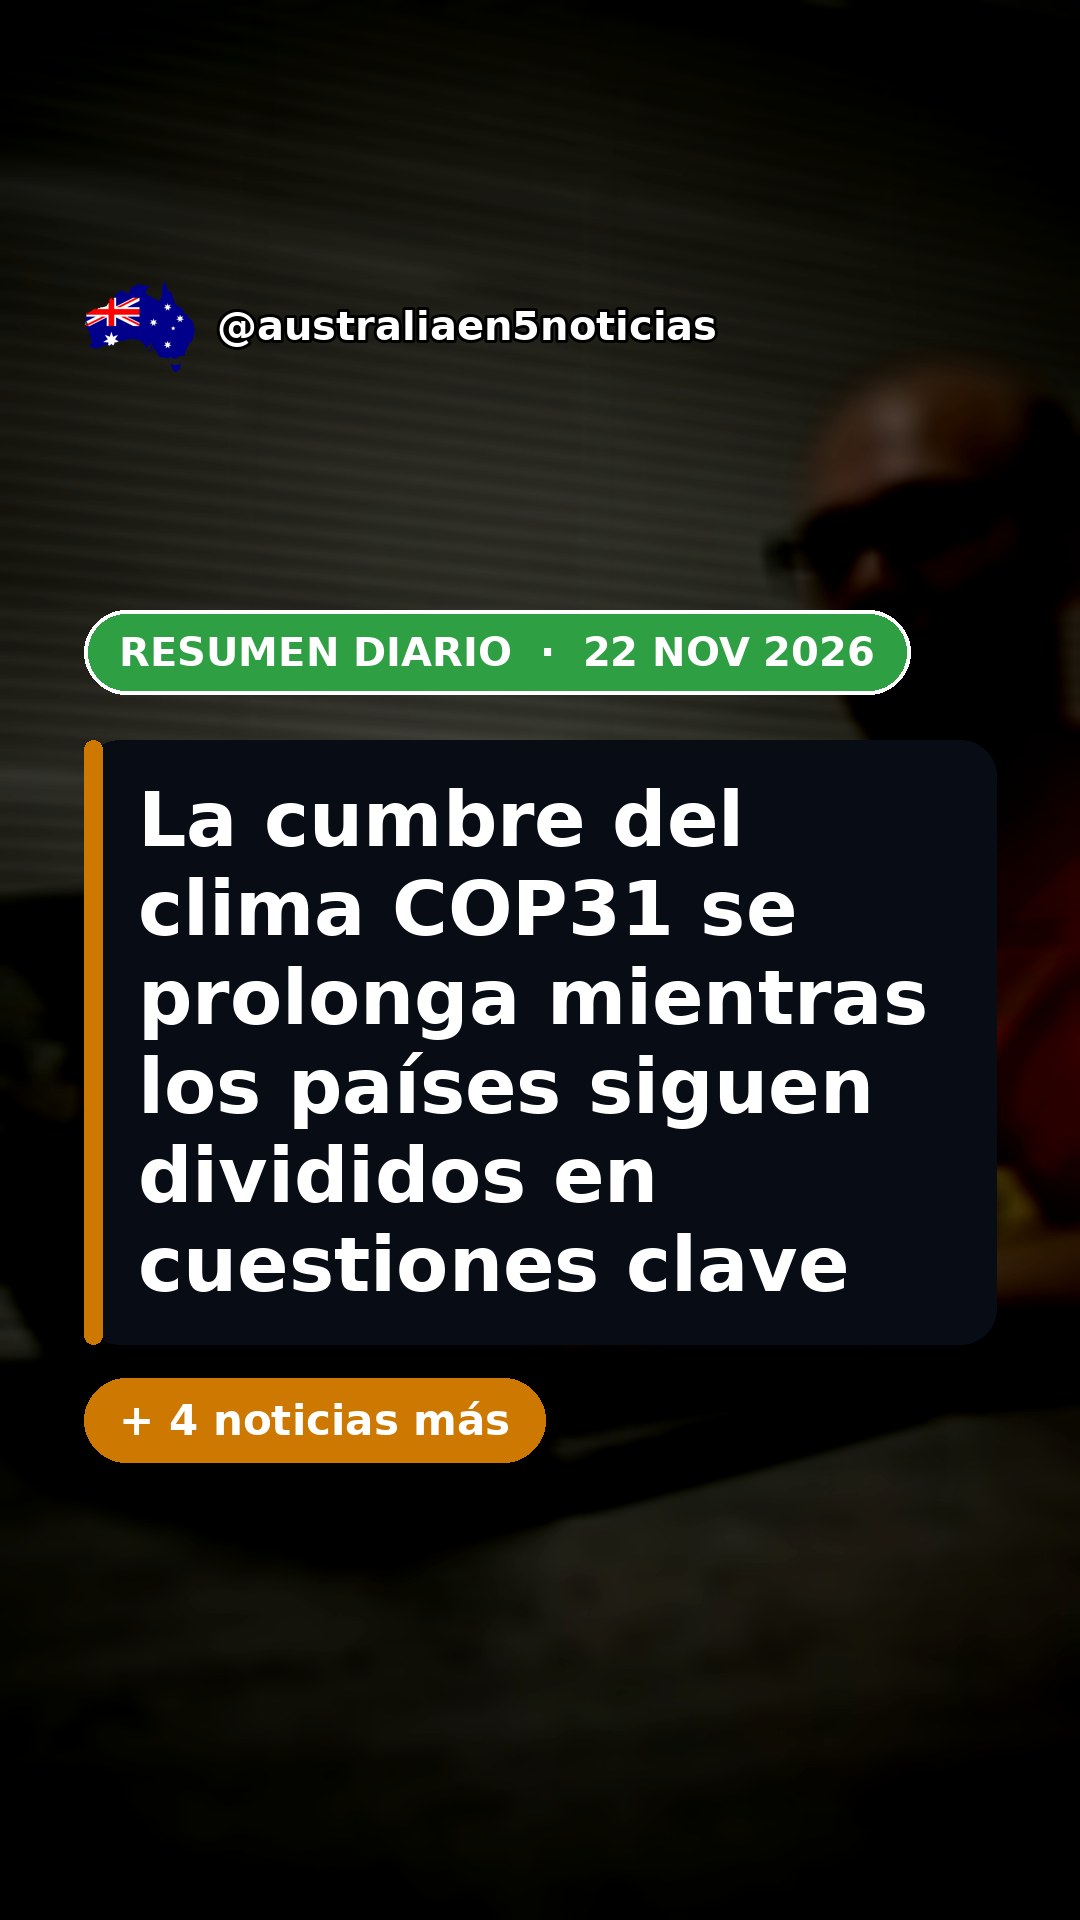 @australiaen5noticias
RESUMEN DIARIO · 22 NOV 2026
La cumbre del
clima COP31 se
prolonga mientras
los países siguen
divididos en
cuestiones clave
+ 4 noticias más